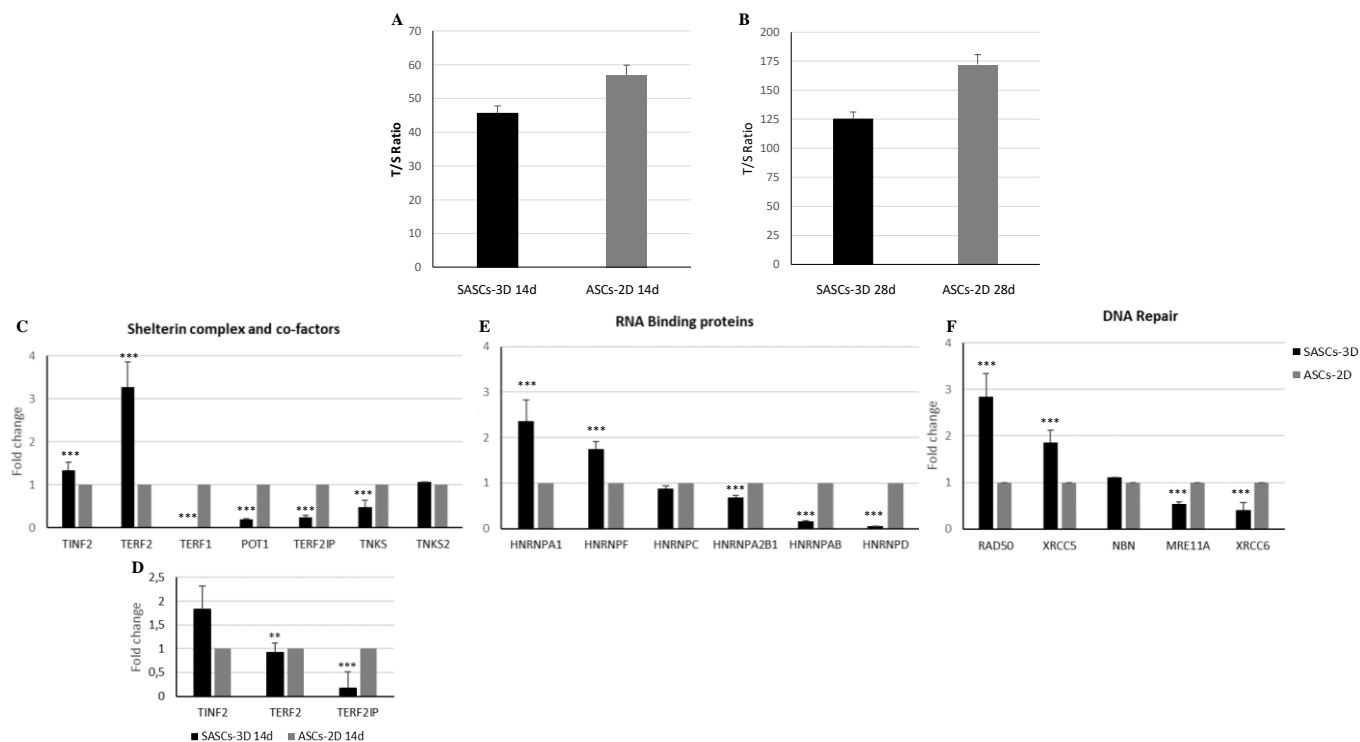 A
T/S Ratio
70
60
50
40
30
20
10
0
SASCs-3D 14d ASCs-2D 14d
B
T/S Ratio
200
175
150
125
100
75
50
25
0
SASCs-3D 28d ASCs-2D 28d
C
Shelterin complex and co-factors
Fold change
4
3
2
1
0
*** *** *** *** *** ***
TINF2 TERF2 TERF1 POT1 TERF2IP TNKS TNKS2
D
Fold change
2,5
2
1,5
1
0,5
0
** ***
TINF2 TERF2 TERF2IP
SASCs-3D 14d ASCs-2D 14d
E
RNA Binding proteins
Fold change
4
3
2
1
0
*** *** *** *** ***
HNRNPA1 HNRNPF HNRNPC HNRNPA2B1 HNRNPAB HNRNPD
F
DNA Repair
Fold change
4
3
2
1
0
*** *** *** ***
RAD50 XRCC5 NBN MRE11A XRCC6
SASCs-3D
ASCs-2D